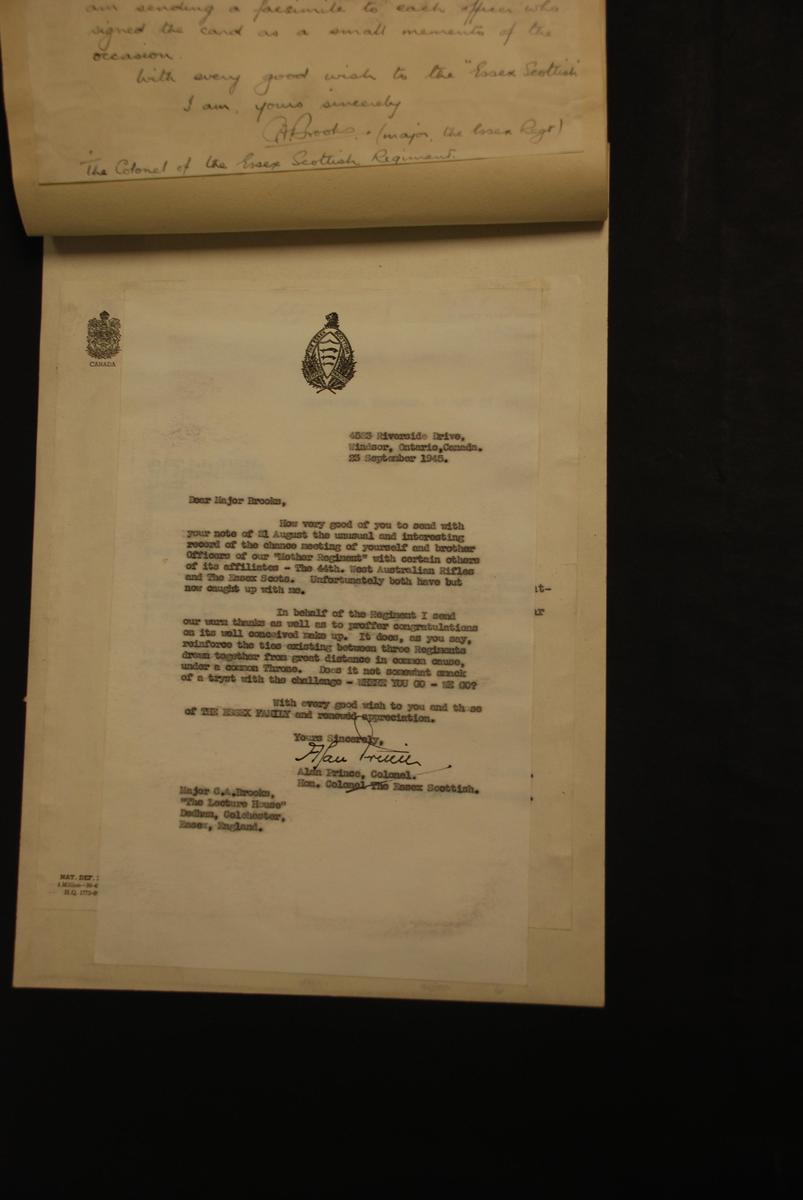 am sending a facsimile to each officer who
signed the card as a small memento of the
occasion.
With every good wish to the "Essex Scottish"
I am, yours sincerely
Brooks. (major, the Essex Regt)
The Colonel of the Essex Scottish Regiment.
CANADA
4583 Riverside Drive,
Windsor, Ontario,Canada.
23 September 1945.
Dear Major Brooks,
How very good of you to send with
your note of 21 August the unusual and interesting
record of the chance meeting of yourself and brother
Officers of our "Mother Regiment" with certain others
of its affiliates - The 44th. West Australian Rifles
and The Essex Scots. Unfortunately both have but
now caught up with me.
it-
ar
In behalf of the Regiment I send
our warm thanks as well as to proffer congratulations
on its well conceived make up. It does, as you say,
reinforce the ties existing between three Regiments
drawn together from great distance in common cause,
under a common Throne. Does it not somewhat smack
of a tryst with the challenge - WHERE YOU GO - WE GO?
With every good wish to you and those
of THE ESSEX FAMILY and renewed appreciation.
Yours Sincerely,
Alan Prince
Alan Prince, Colonel.
Hon. Colonel The Essex Scottish.
Major C.A.Brooks,
"The Lecture House"
Dedham, Colchester,
Essex, England.
NAT. DEF.
H.Q. 1772-